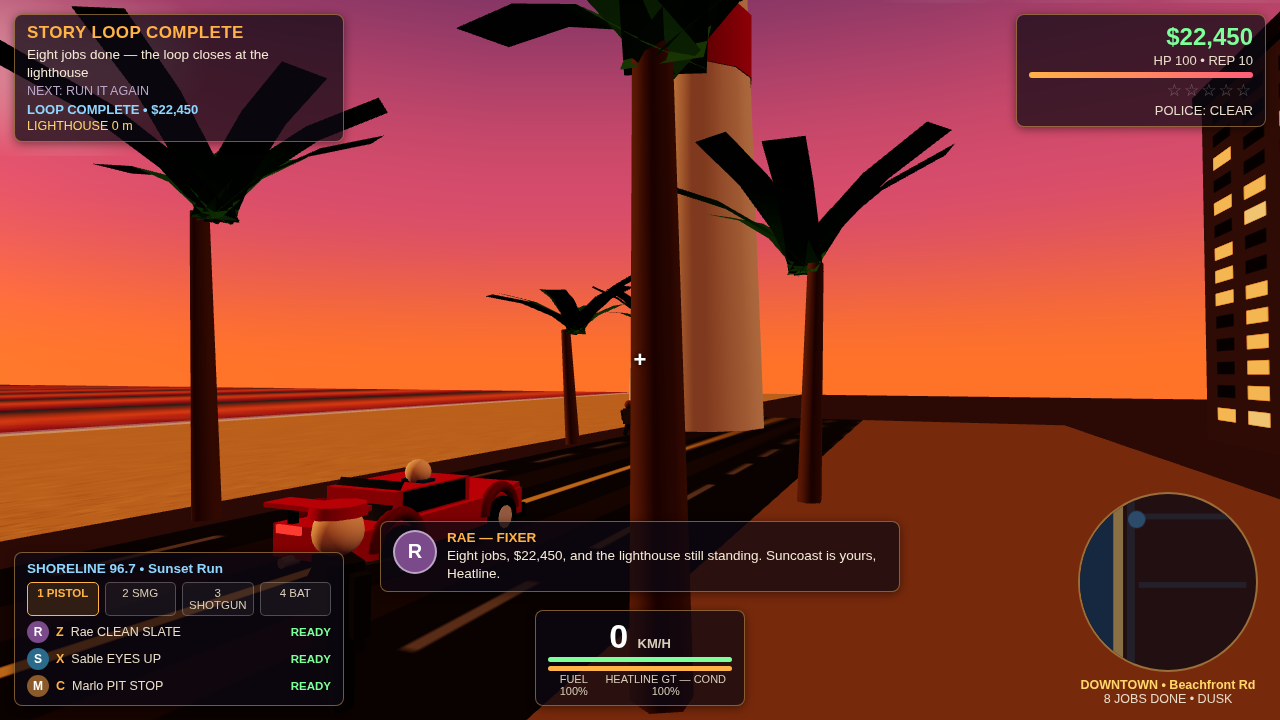 STORY LOOP COMPLETE
Eight jobs done — the loop closes at the
lighthouse
NEXT: RUN IT AGAIN
LOOP COMPLETE • $22,450
LIGHTHOUSE 0 m
$22,450
HP 100 • REP 10
☆☆☆☆☆
POLICE: CLEAR
R
RAE — FIXER
Eight jobs, $22,450, and the lighthouse still standing. Suncoast is yours,
Heatline.
SHORELINE 96.7 • Sunset Run
1 PISTOL
2 SMG
3
SHOTGUN
4 BAT
R Z Rae CLEAN SLATE READY
S X Sable EYES UP READY
M C Marlo PIT STOP READY
0 KM/H
FUEL
100%
HEATLINE GT — COND
100%
DOWNTOWN • Beachfront Rd
8 JOBS DONE • DUSK